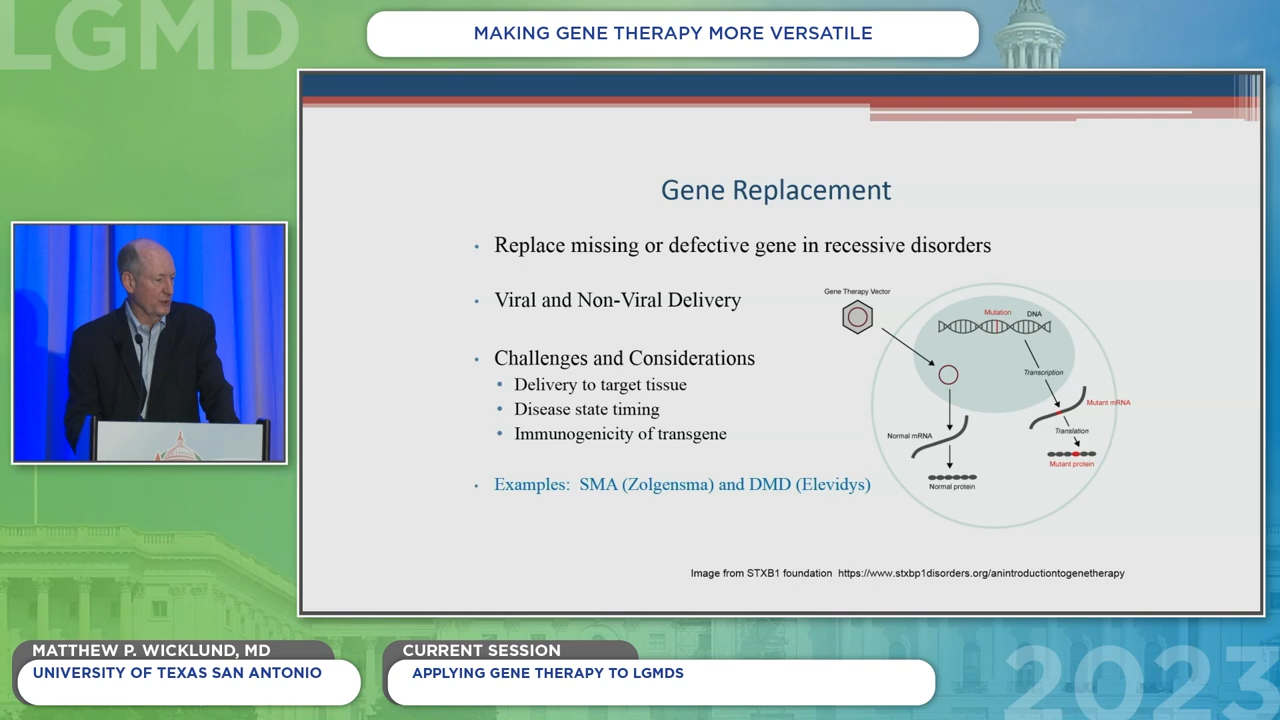 LGMD
MAKING GENE THERAPY MORE VERSATILE
Gene Replacement
• Replace missing or defective gene in recessive disorders
• Viral and Non-Viral Delivery
• Challenges and Considerations
• Delivery to target tissue
• Disease state timing
• Immunogenicity of transgene
• Examples: SMA (Zolgensma) and DMD (Elevidys)
Gene Therapy Vector
Mutation
DNA
Transcription
Mutant mRNA
Normal mRNA
Translation
Mutant protein
Normal protein
Image from STXB1 foundation https://www.stxbp1disorders.org/anintroductiontogenetherapy
MATTHEW P. WICKLUND, MD
UNIVERSITY OF TEXAS SAN ANTONIO
CURRENT SESSION
APPLYING GENE THERAPY TO LGMDS
2023